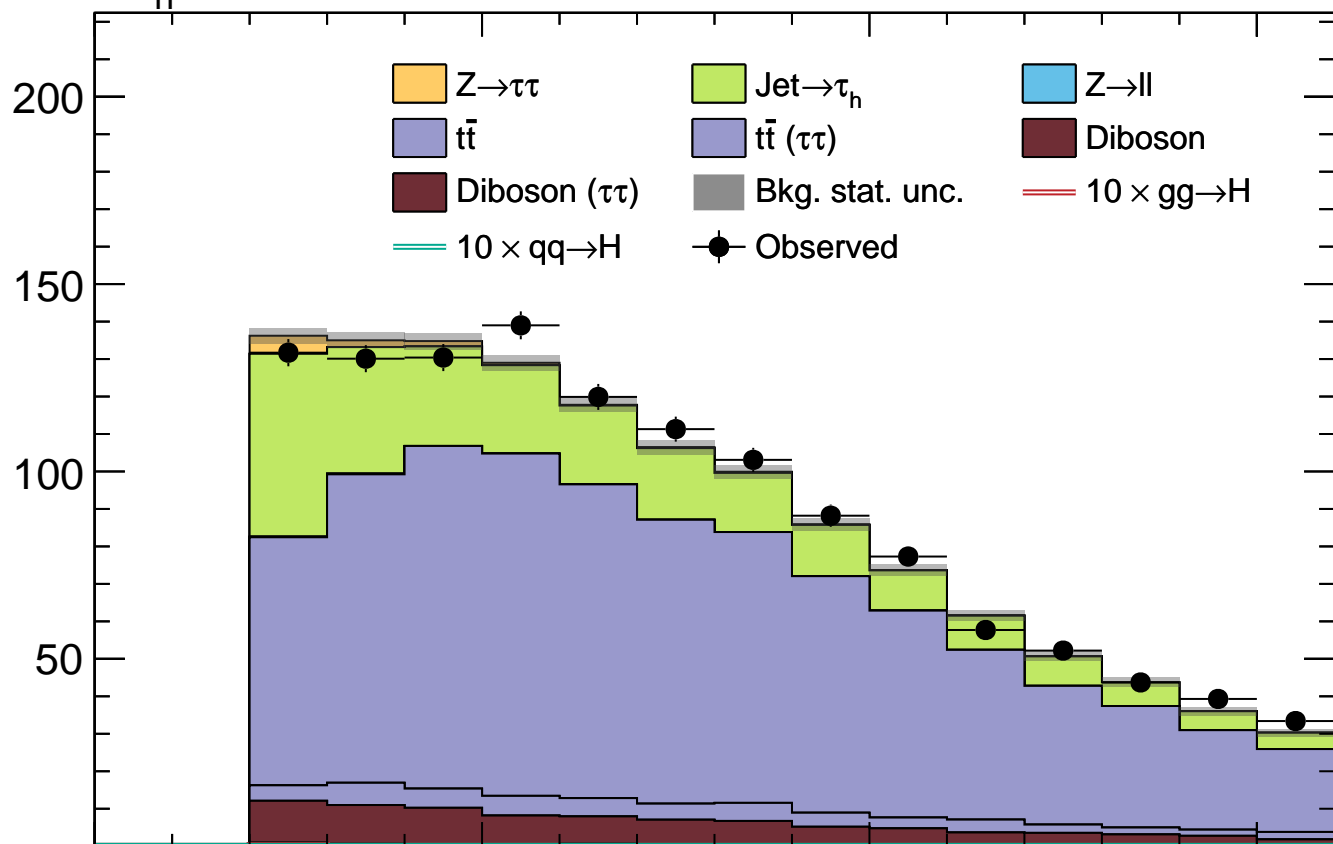 200
Z→ττ Jet→τh Z→ll
tt̄ tt̄ (ττ) Diboson
Diboson (ττ) Bkg. stat. unc. 10 × gg→H
10 × qq→H Observed
150
100
50